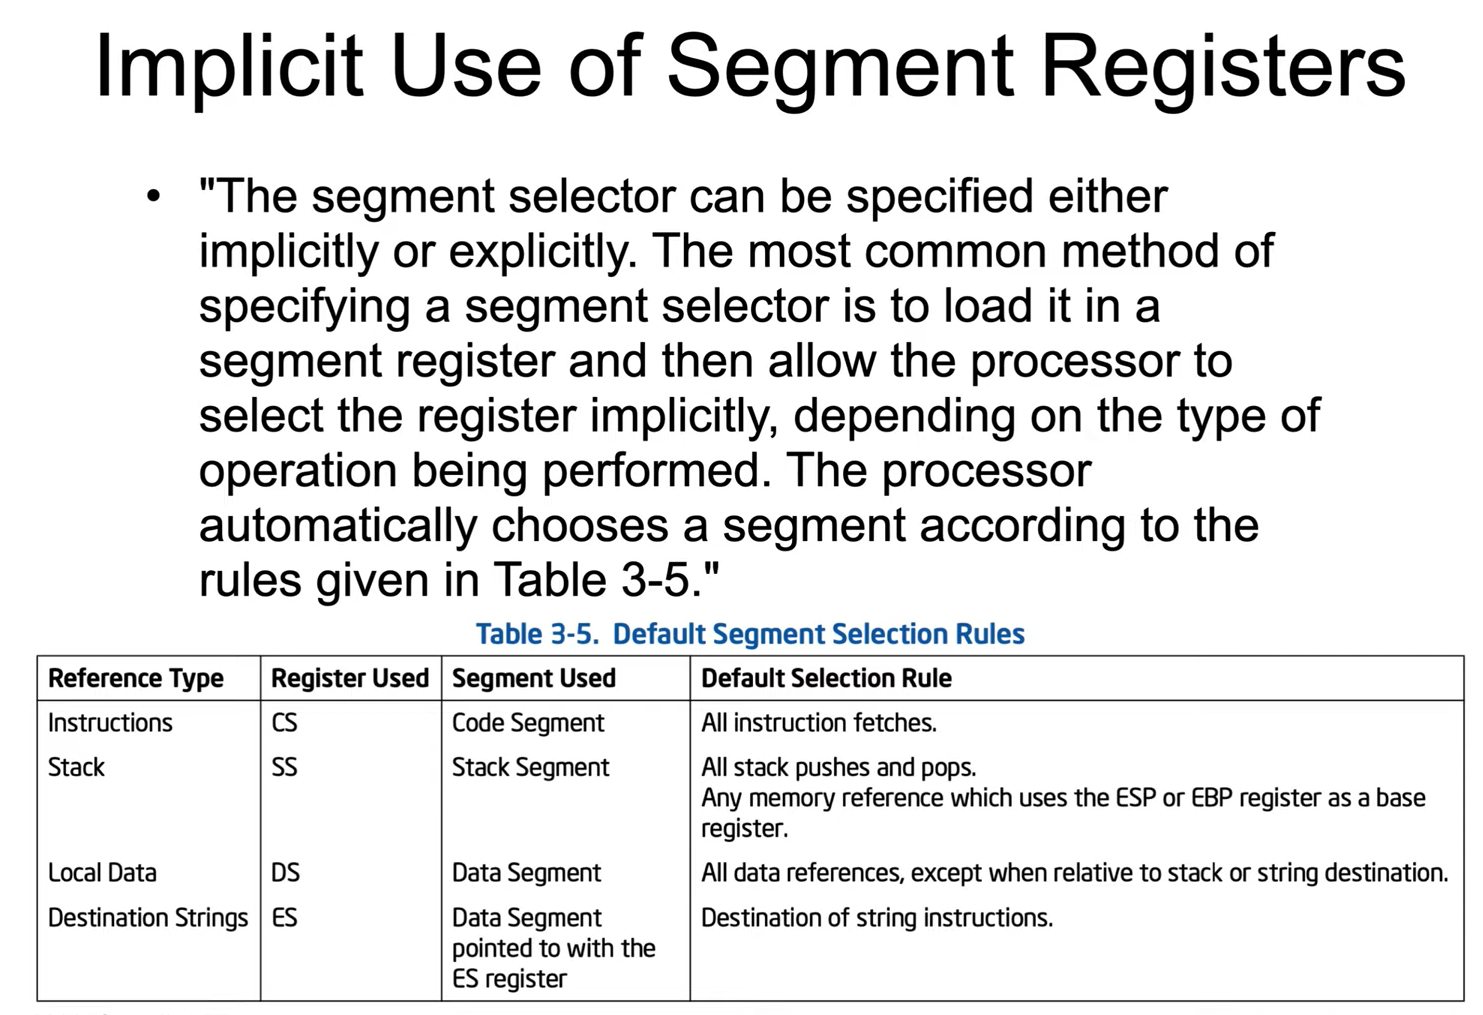 Implicit Use of Segment Registers
• "The segment selector can be specified either
implicitly or explicitly. The most common method of
specifying a segment selector is to load it in a
segment register and then allow the processor to
select the register implicitly, depending on the type of
operation being performed. The processor
automatically chooses a segment according to the
rules given in Table 3-5."
Table 3-5. Default Segment Selection Rules
Reference Type Register Used Segment Used Default Selection Rule
Instructions CS Code Segment All instruction fetches.
Stack SS Stack Segment All stack pushes and pops.
Any memory reference which uses the ESP or EBP register as a base
register.
Local Data DS Data Segment All data references, except when relative to stack or string destination.
Destination Strings ES Data Segment Destination of string instructions.
pointed to with the
ES register